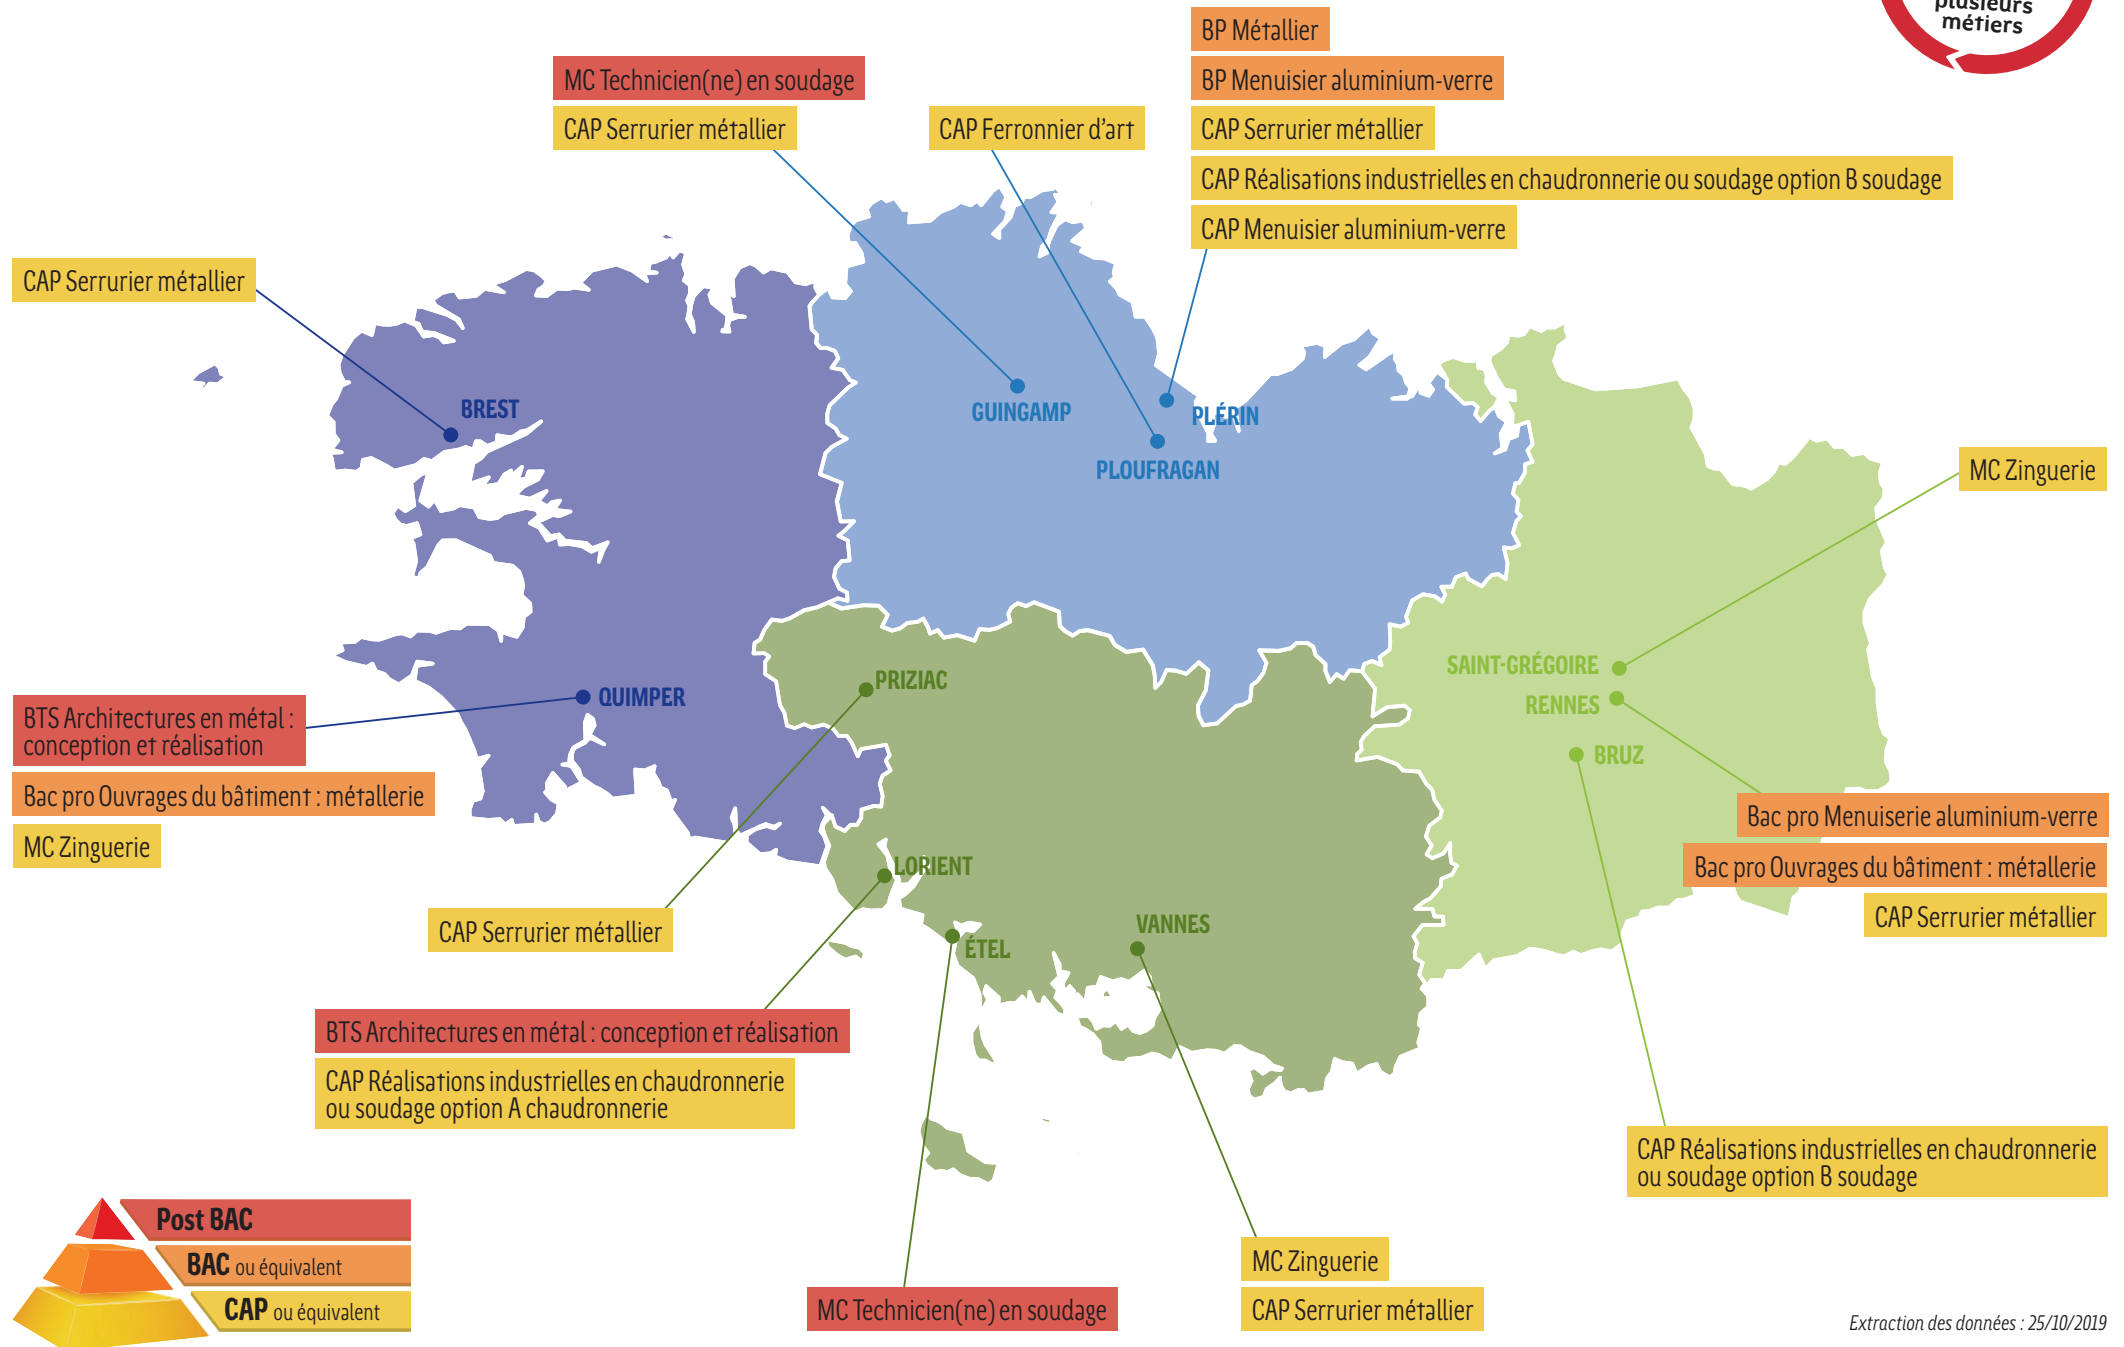 plusieurs
métiers
BP Métallier
BP Menuisier aluminium-verre
CAP Serrurier métallier
CAP Réalisations industrielles en chaudronnerie ou soudage option B soudage
CAP Menuisier aluminium-verre
MC Technicien(ne) en soudage
CAP Serrurier métallier
CAP Ferronnier d'art
CAP Serrurier métallier
BREST
GUINGAMP
PLÉRIN
PLOUFRAGAN
MC Zinguerie
SAINT-GRÉGOIRE
RENNES
BRUZ
PRIZIAC
QUIMPER
BTS Architectures en métal :
conception et réalisation
Bac pro Ouvrages du bâtiment : métallerie
MC Zinguerie
Bac pro Menuiserie aluminium-verre
Bac pro Ouvrages du bâtiment : métallerie
CAP Serrurier métallier
LORIENT
VANNES
ÉTEL
CAP Serrurier métallier
BTS Architectures en métal : conception et réalisation
CAP Réalisations industrielles en chaudronnerie
ou soudage option A chaudronnerie
CAP Réalisations industrielles en chaudronnerie
ou soudage option B soudage
Post BAC
BAC ou équivalent
CAP ou équivalent
MC Technicien(ne) en soudage
MC Zinguerie
CAP Serrurier métallier
Extraction des données : 25/10/2019